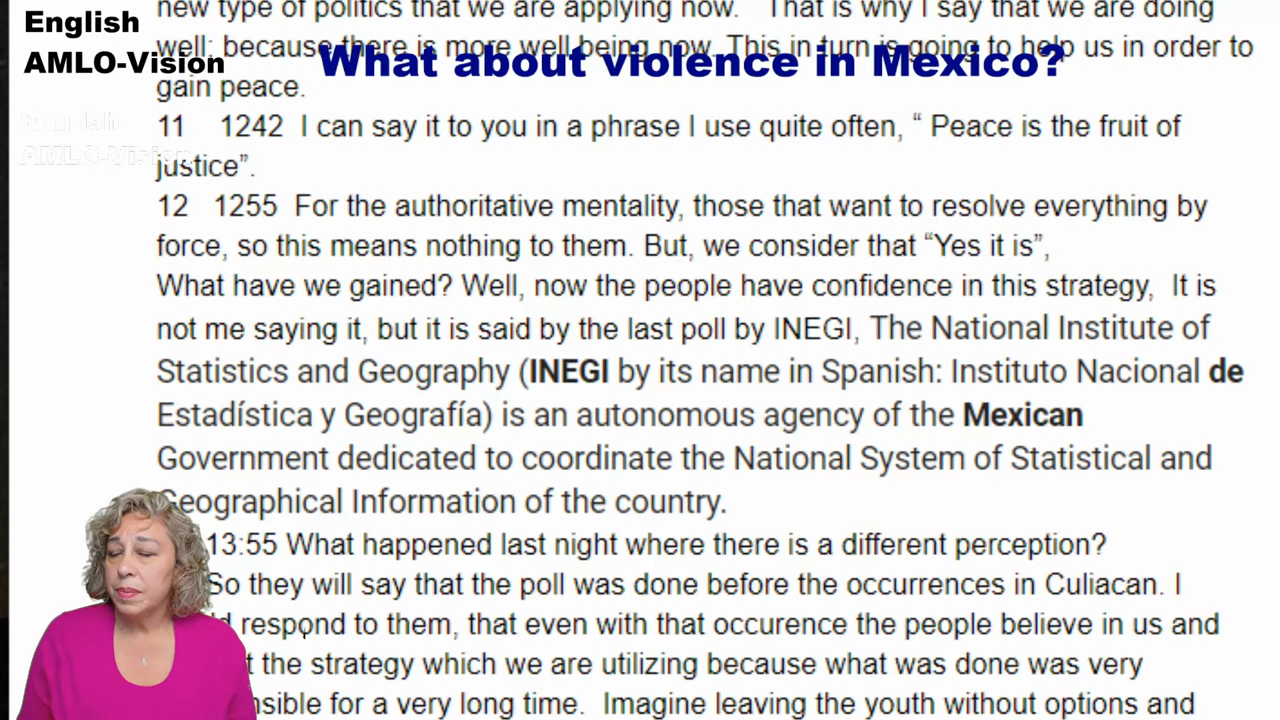 English
AMLO-Vision
What about violence in Mexico?
English
AMLO-Vision
new type of politics that we are applying now. That is why I say that we are doing
well; because there is more well being now. This in turn is going to help us in order to
gain peace.
11 1242 I can say it to you in a phrase I use quite often, “ Peace is the fruit of
justice”.
12 1255 For the authoritative mentality, those that want to resolve everything by
force, so this means nothing to them. But, we consider that “Yes it is”,
What have we gained? Well, now the people have confidence in this strategy, It is
not me saying it, but it is said by the last poll by INEGI, The National Institute of
Statistics and Geography (INEGI by its name in Spanish: Instituto Nacional de
Estadística y Geografía) is an autonomous agency of the Mexican
Government dedicated to coordinate the National System of Statistical and
Geographical Information of the country.
13:55 What happened last night where there is a different perception?
So they will say that the poll was done before the occurrences in Culiacan. I
respond to them, that even with that occurence the people believe in us and
the strategy which we are utilizing because what was done was very
for a very long time. Imagine leaving the youth without options and